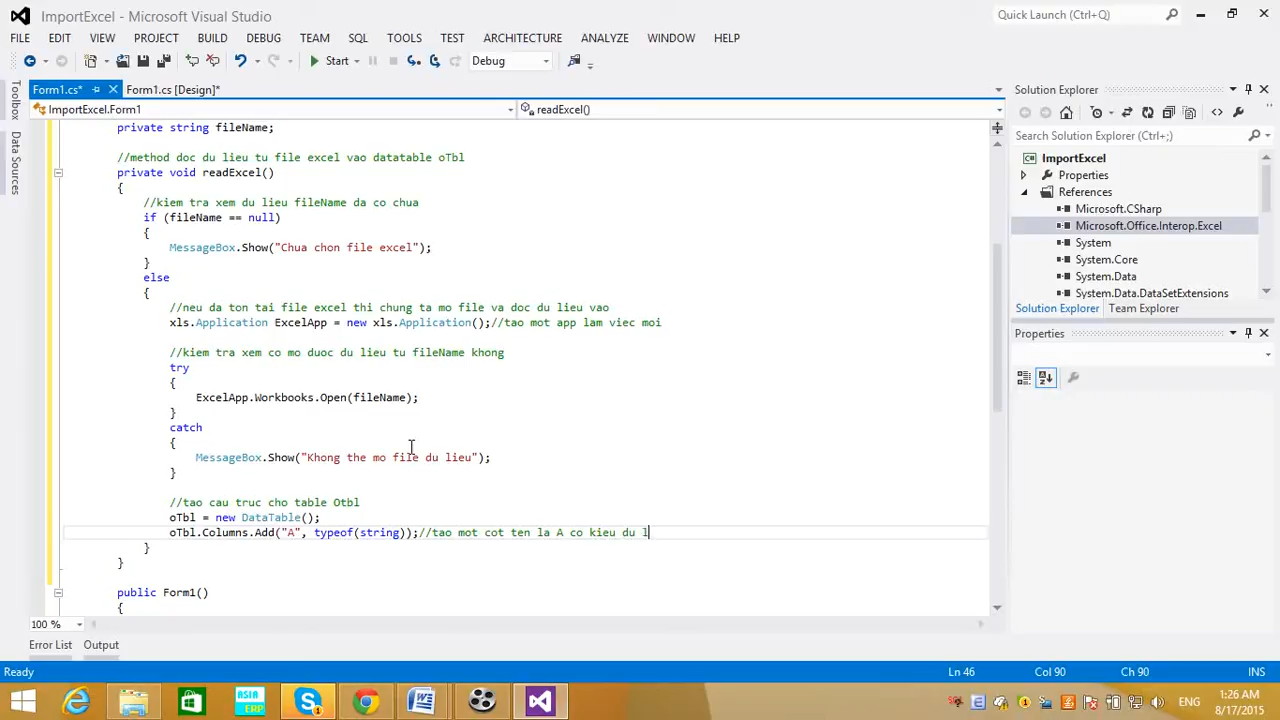 ImportExcel - Microsoft Visual Studio
Quick Launch (Ctrl+Q)
FILE EDIT VIEW PROJECT BUILD DEBUG TEAM SQL TOOLS TEST ARCHITECTURE ANALYZE WINDOW HELP
Start Debug
Toolbox
Data Sources
Form1.cs* Form1.cs [Design]*
ImportExcel.Form1 readExcel()
private string fileName;
//method doc du lieu tu file excel vao datatable oTbl
private void readExcel()
{
//kiem tra xem du lieu fileName da co chua
if (fileName == null)
{
MessageBox.Show("Chua chon file excel");
}
else
{
//neu da ton tai file excel thi chung ta mo file va doc du lieu vao
xls.Application ExcelApp = new xls.Application();//tao mot app lam viec moi
//kiem tra xem co mo duoc du lieu tu fileName khong
try
{
ExcelApp.Workbooks.Open(fileName);
}
catch
{
MessageBox.Show("Khong the mo file du lieu");
}
//tao cau truc cho table Otbl
oTbl = new DataTable();
oTbl.Columns.Add("A", typeof(string));//tao mot cot ten la A co kieu du l
}
}
public Form1()
{
100 %
Solution Explorer
Search Solution Explorer (Ctrl+;)
ImportExcel
Properties
References
Microsoft.CSharp
Microsoft.Office.Interop.Excel
System
System.Core
System.Data
System.Data.DataSetExtensions
Solution Explorer Team Explorer
Properties
Error List Output
Ready Ln 46 Col 90 Ch 90 INS
ASIA ERP
ENG
1:26 AM
8/17/2015